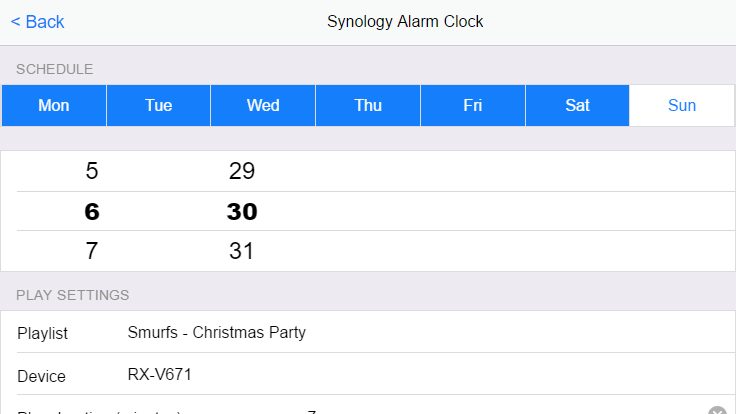 < Back Synology Alarm Clock
SCHEDULE
Mon Tue Wed Thu Fri Sat Sun
5 29
6 30
7 31
PLAY SETTINGS
Playlist Smurfs - Christmas Party
Device RX-V671